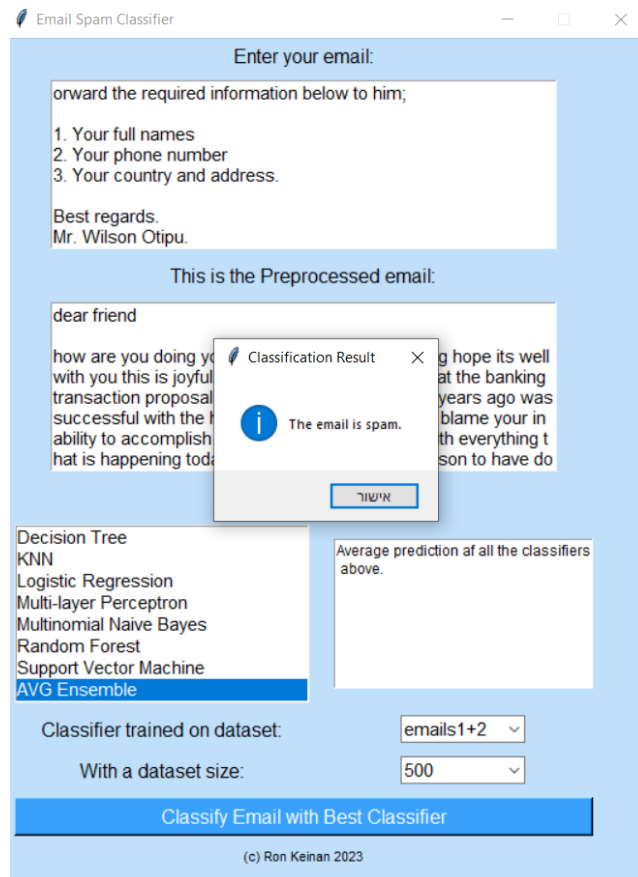 Email Spam Classifier
Enter your email:
orward the required information below to him;
1. Your full names
2. Your phone number
3. Your country and address.
Best regards.
Mr. Wilson Otipu.
This is the Preprocessed email:
dear friend
how are you doing g hope its well
with you this is joyful at the banking
transaction proposal years ago was
successful with the blame your in
ability to accomplish th everything t
hat is happening toda son to have do
Classification Result
The email is spam.
אישור
Decision Tree
KNN
Logistic Regression
Multi-layer Perceptron
Multinomial Naive Bayes
Random Forest
Support Vector Machine
AVG Ensemble
Average prediction af all the classifiers
above.
Classifier trained on dataset: emails1+2
With a dataset size: 500
Classify Email with Best Classifier
(c) Ron Keinan 2023